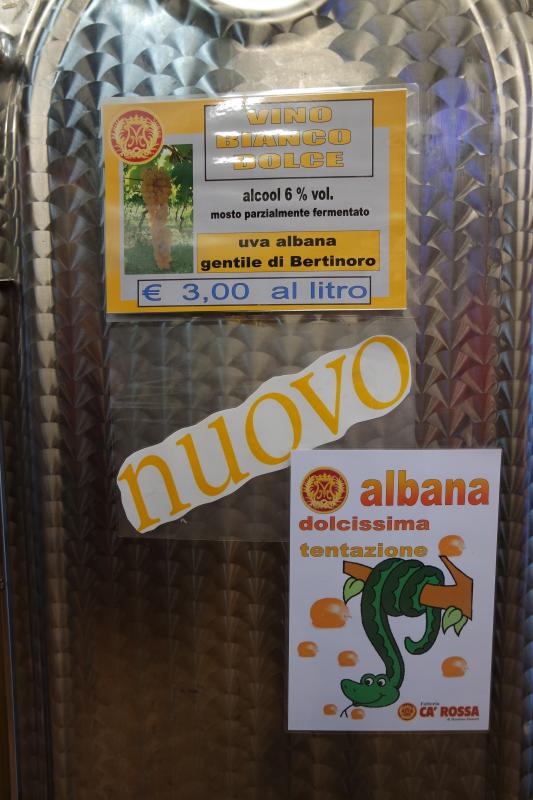 VINO
BIANCO
DOLCE
alcool 6 % vol.
mosto parzialmente fermentato
uva albana
gentile di Bertinoro
€ 3,00 al litro
nuovo
albana
dolcissima
tentazione
Fattoria
CA' ROSSA